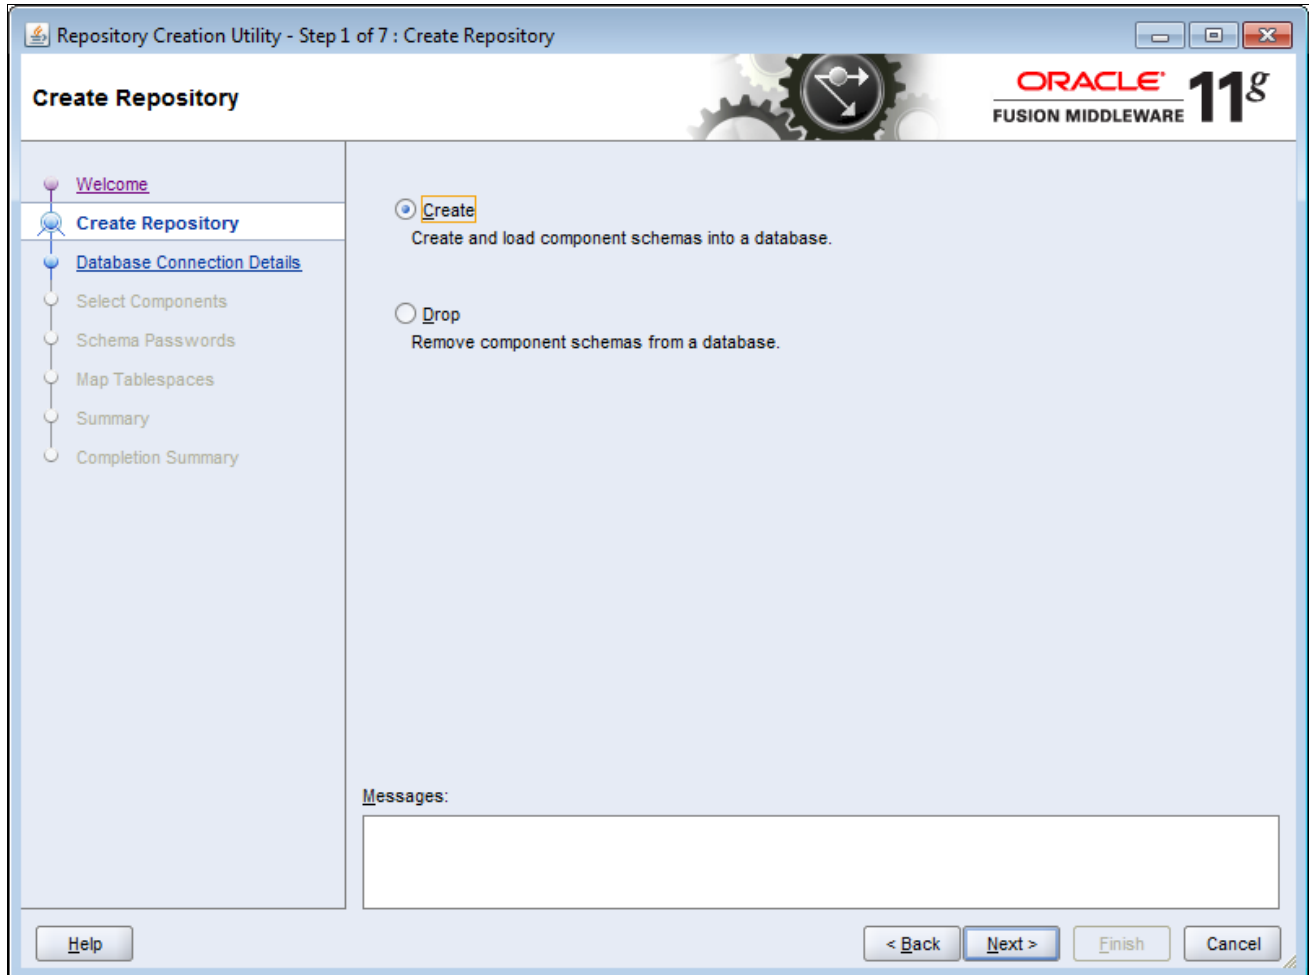 Repository Creation Utility - Step 1 of 7 : Create Repository
Create Repository
ORACLE
FUSION MIDDLEWARE
11g
Welcome
Create Repository
Database Connection Details
Select Components
Schema Passwords
Map Tablespaces
Summary
Completion Summary
Create
Create and load component schemas into a database.
Drop
Remove component schemas from a database.
Messages:
Help
< Back
Next >
Finish
Cancel